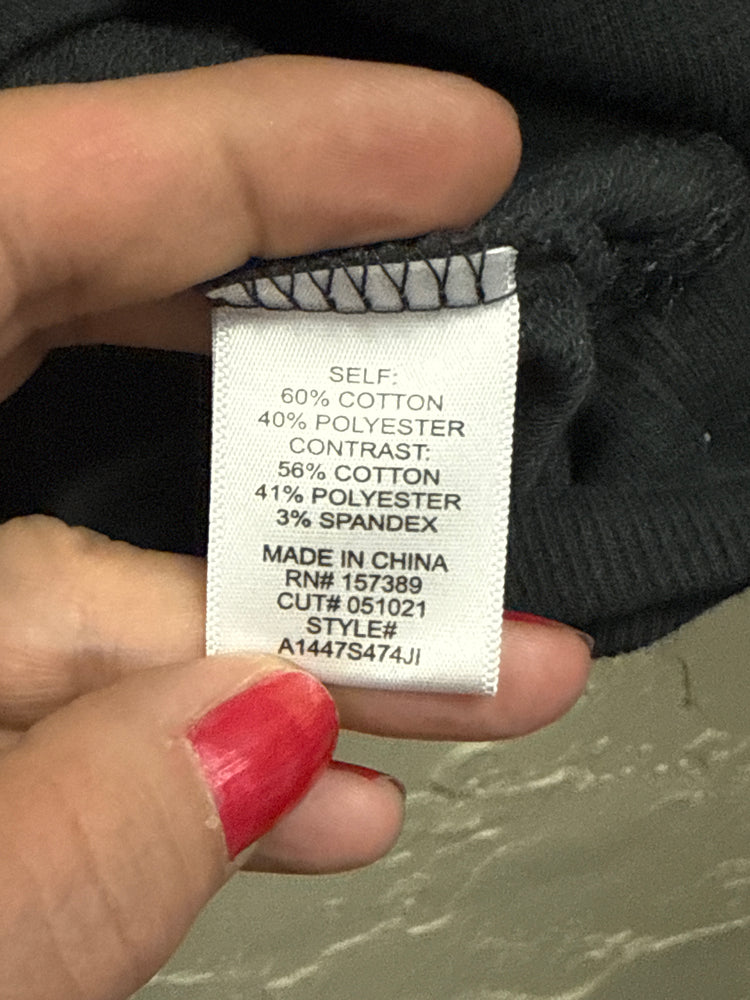 SELF:
60% COTTON
40% POLYESTER
CONTRAST:
56% COTTON
41% POLYESTER
3% SPANDEX
MADE IN CHINA
RN# 157389
CUT# 051021
STYLE#
A1447S474JI